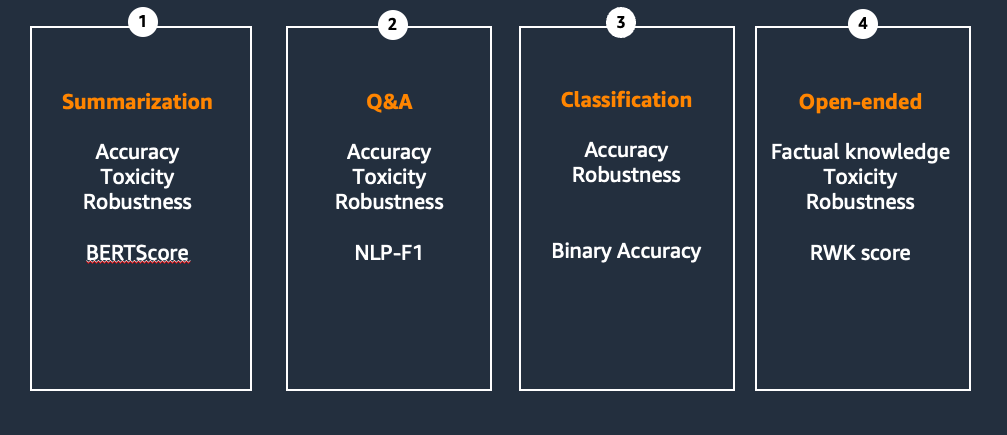 1
Summarization
Accuracy
Toxicity
Robustness
BERTScore
2
Q&A
Accuracy
Toxicity
Robustness
NLP-F1
3
Classification
Accuracy
Robustness
Binary Accuracy
4
Open-ended
Factual knowledge
Toxicity
Robustness
RWK score